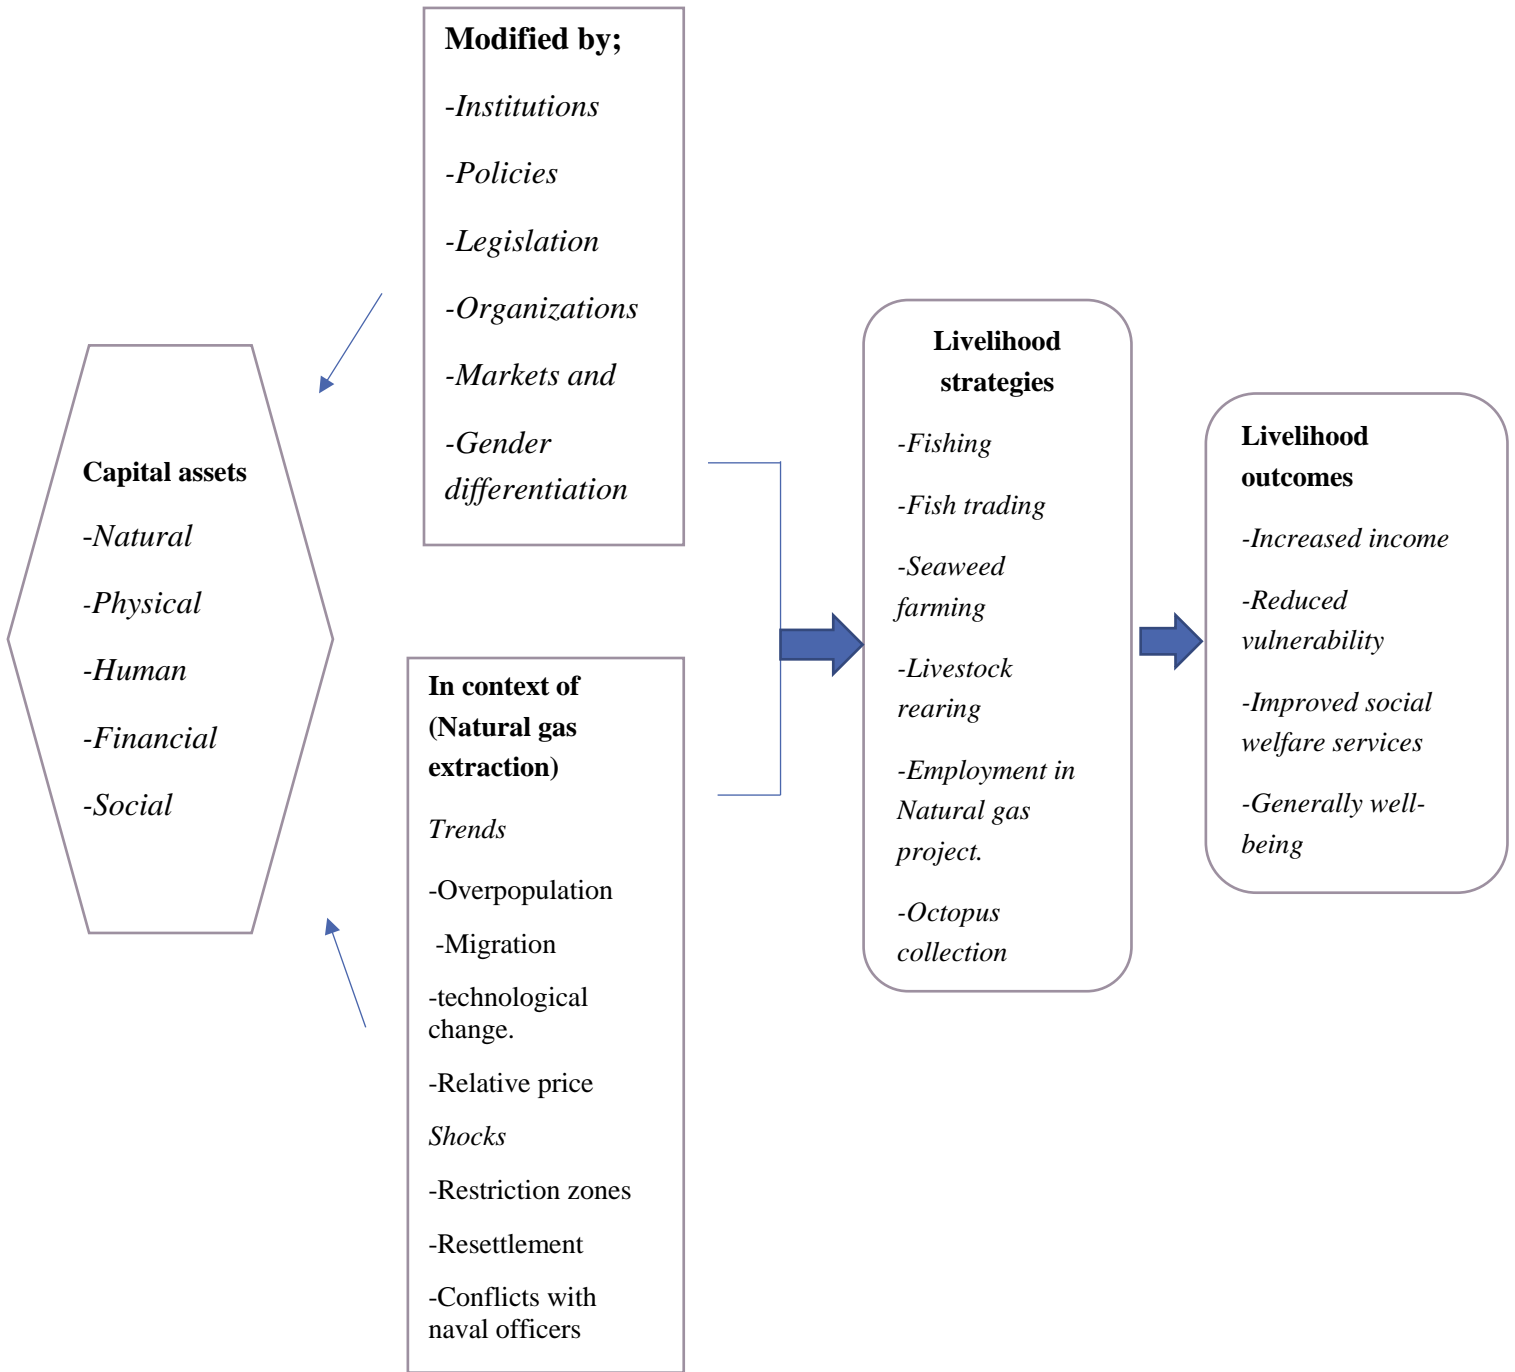 Capital assets
-Natural
-Physical
-Human
-Financial
-Social
Modified by;
-Institutions
-Policies
-Legislation
-Organizations
-Markets and
-Gender
differentiation
In context of
(Natural gas
extraction)
Trends
-Overpopulation
-Migration
-technological
change.
-Relative price
Shocks
-Restriction zones
-Resettlement
-Conflicts with
naval officers
Livelihood
strategies
-Fishing
-Fish trading
-Seaweed
farming
-Livestock
rearing
-Employment in
Natural gas
project.
-Octopus
collection
Livelihood
outcomes
-Increased income
-Reduced
vulnerability
-Improved social
welfare services
-Generally well-
being